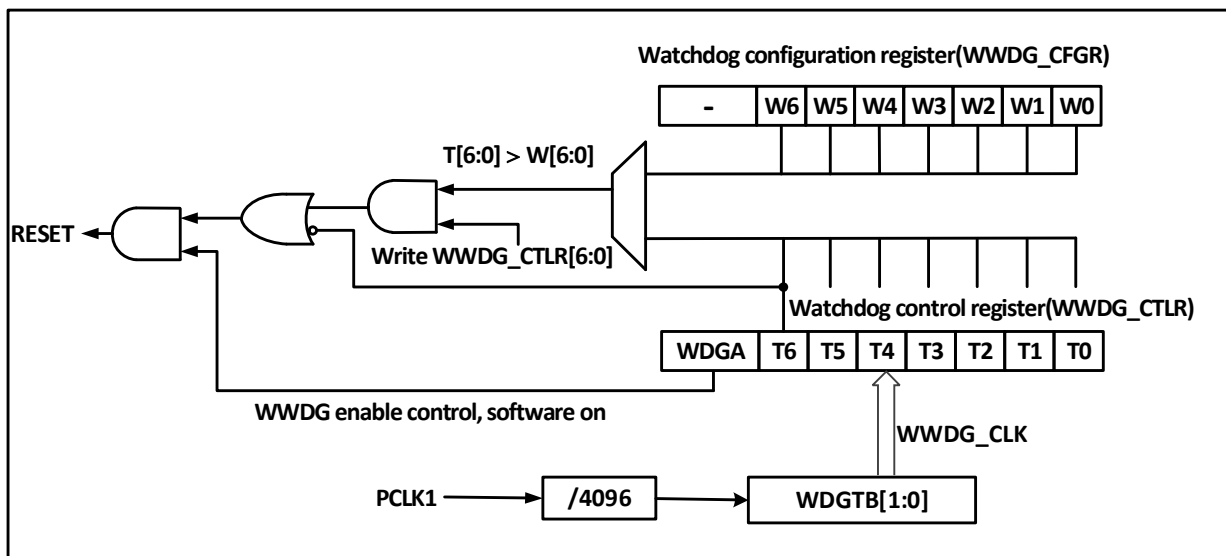 Watchdog configuration register(WWDG_CFGR)
- W6 W5 W4 W3 W2 W1 W0
T[6:0] > W[6:0]
RESET
Write WWDG_CTLR[6:0]
Watchdog control register(WWDG_CTLR)
WDGA T6 T5 T4 T3 T2 T1 T0
WWDG enable control, software on
WWDG_CLK
PCLK1 /4096 WDGTB[1:0]